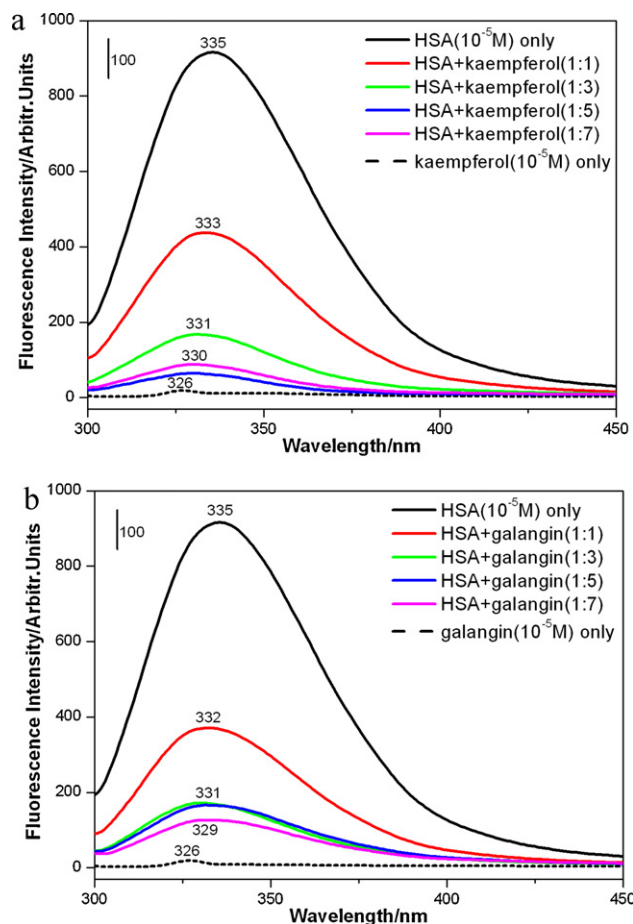 a
1000
800
600
400
200
0
Fluorescence Intensity/Arbitr.Units
100
335
333
331
330
326
HSA(10⁻⁵M) only
HSA+kaempferol(1:1)
HSA+kaempferol(1:3)
HSA+kaempferol(1:5)
HSA+kaempferol(1:7)
kaempferol(10⁻⁵M) only
300 350 400 450
Wavelength/nm
b
1000
800
600
400
200
0
Fluorescence Intensity/Arbitr.Units
100
335
332
331
329
326
HSA(10⁻⁵M) only
HSA+galangin(1:1)
HSA+galangin(1:3)
HSA+galangin(1:5)
HSA+galangin(1:7)
galangin(10⁻⁵M) only
300 350 400 450
Wavelength/nm